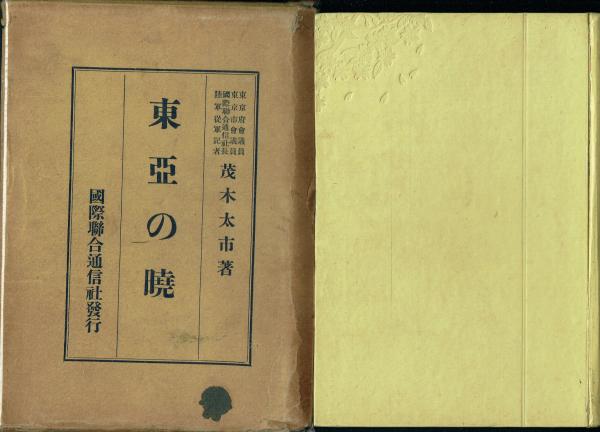 東京府會議員
東京市會議員
國際聯合通信社長
陸軍從軍記者
茂木太市著
東亞の曉
國際聯合通信社發行